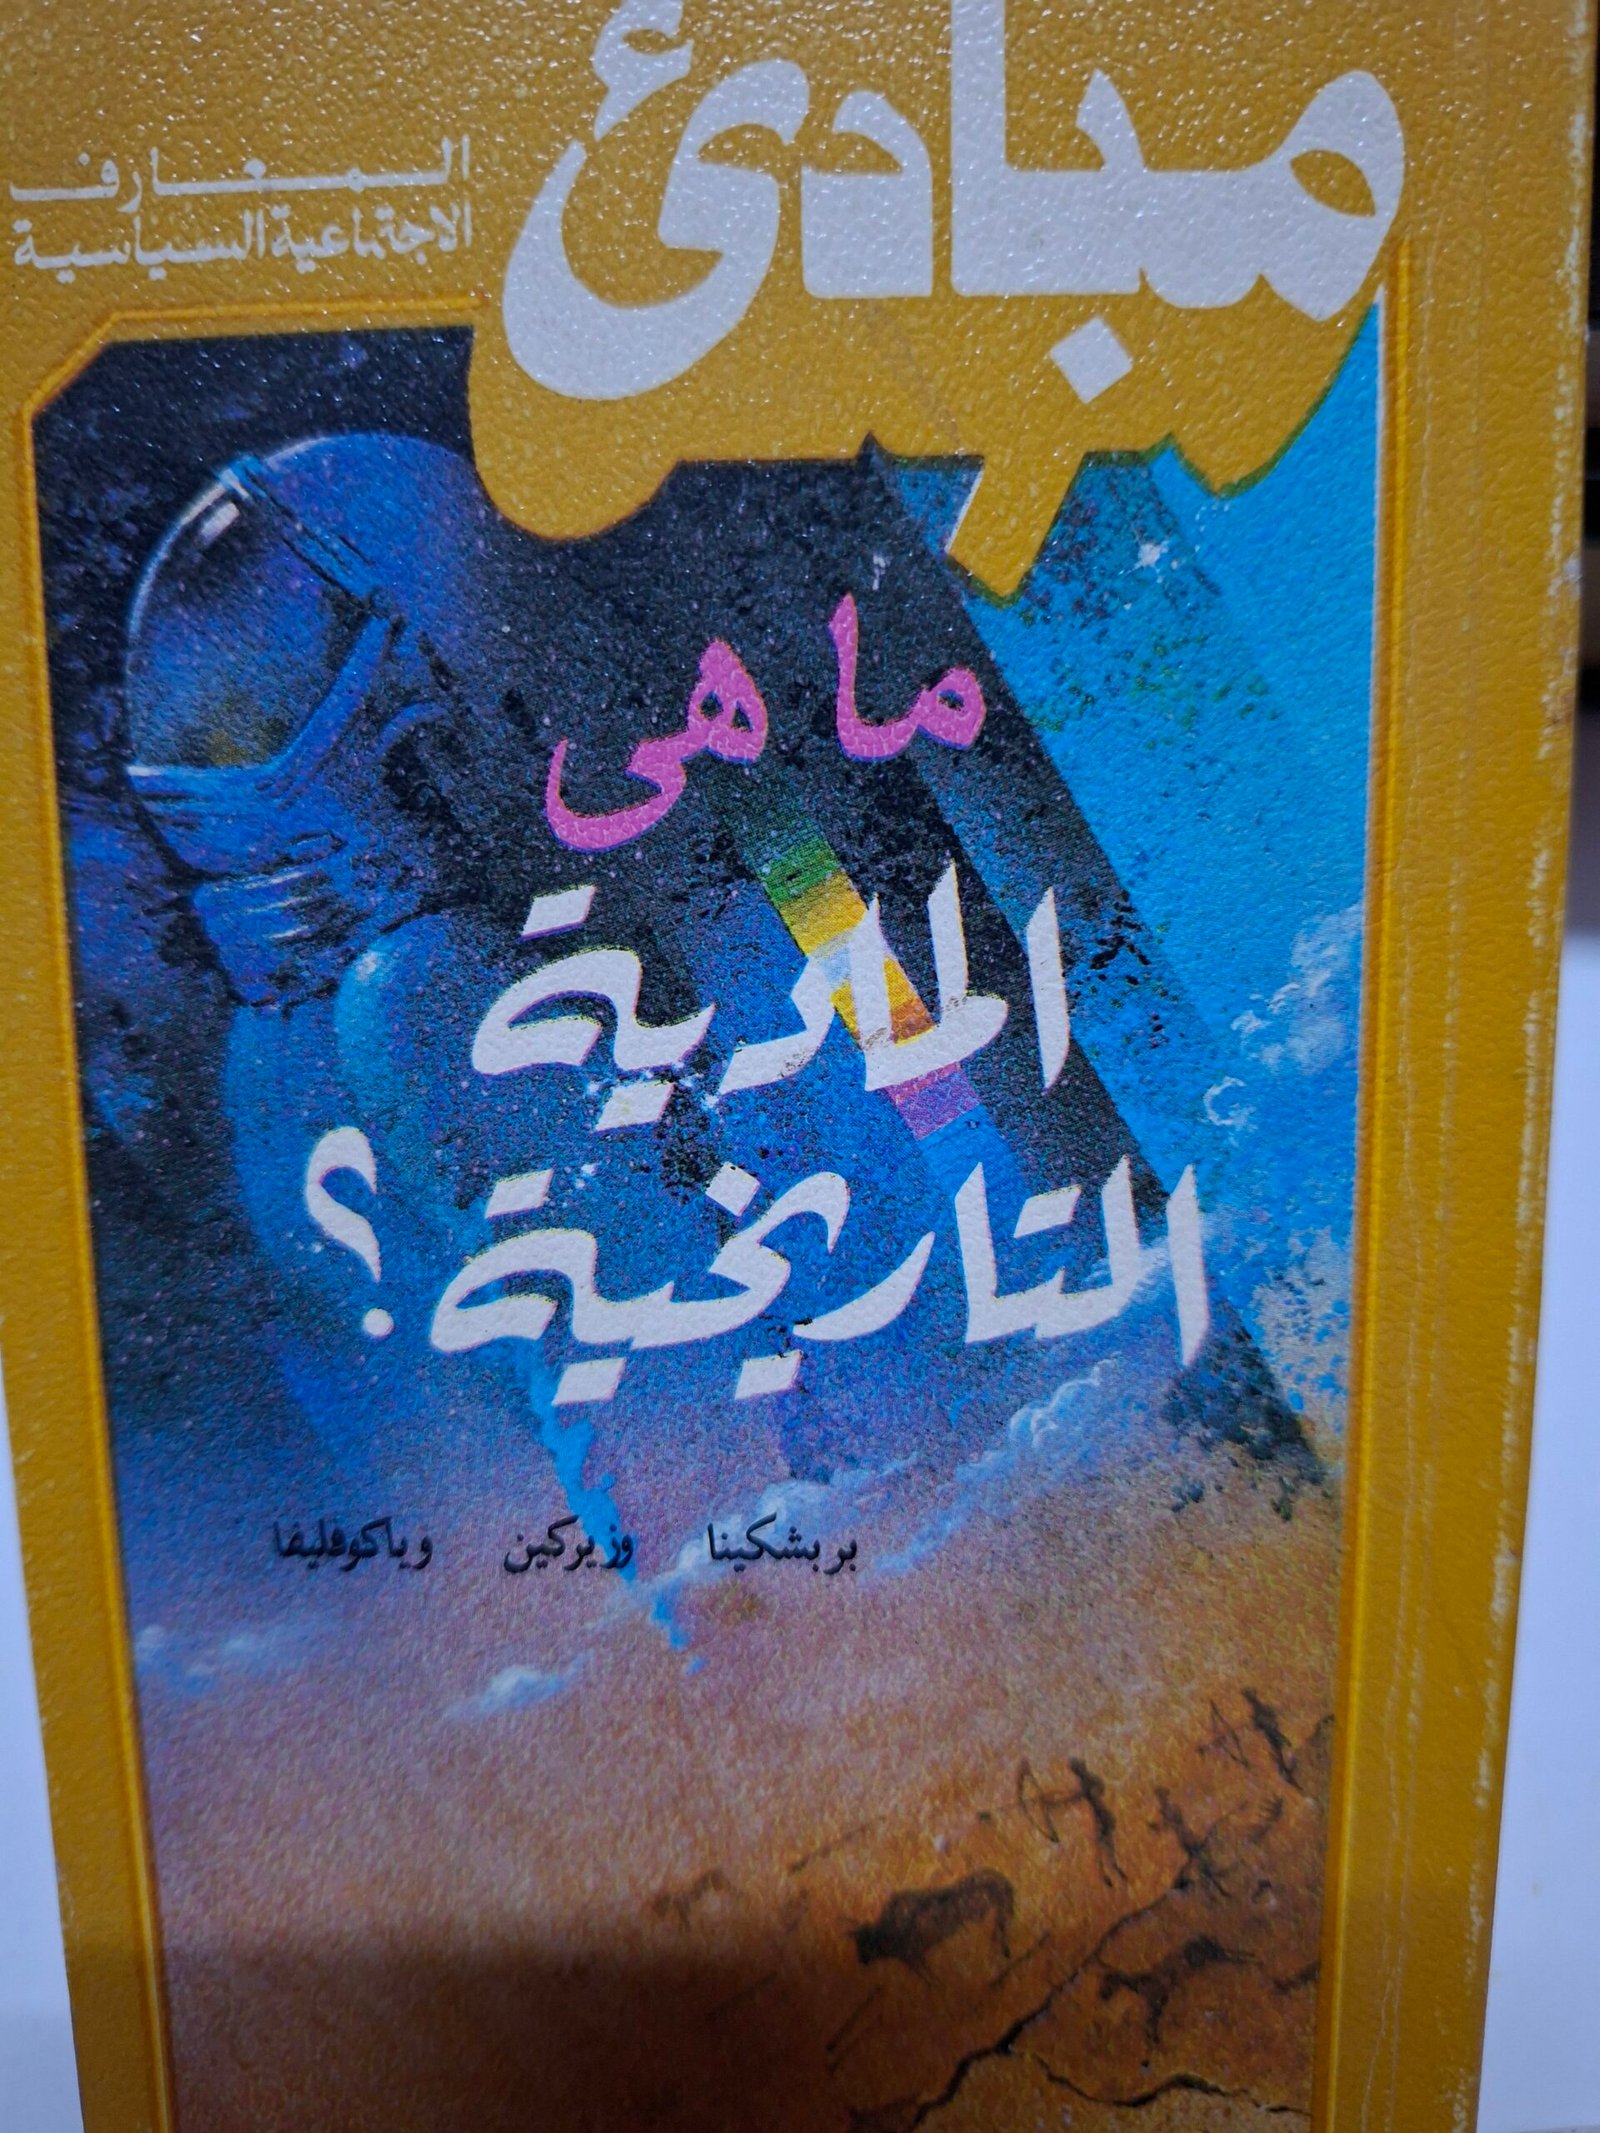 مبادئ
المعارف
الاجتماعية السياسية
ما هى
المادية
التاريخية ؟
بربشكينا وزيركين وياكوفليفا